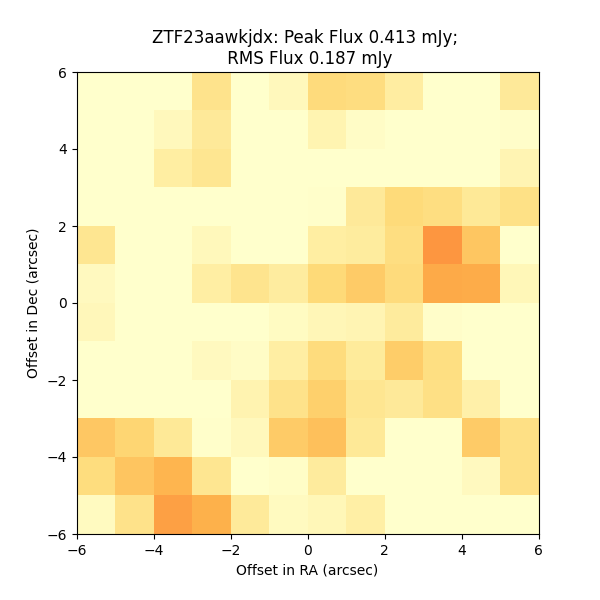 ZTF23aawkjdx: Peak Flux 0.413 mJy;
RMS Flux 0.187 mJy
6
4
2
0
−2
−4
−6
Offset in Dec (arcsec)
−6 −4 −2 0 2 4 6
Offset in RA (arcsec)